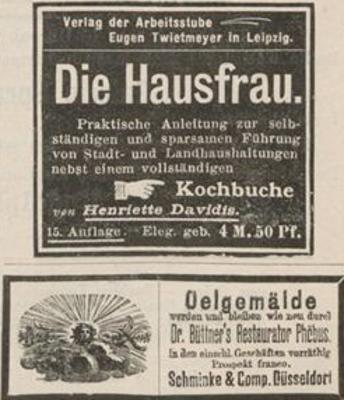 Verlag der Arbeitsstube
Eugen Twietmeyer in Leipzig.
Die Hausfrau.
Praktische Anleitung zur selb-
ständigen und sparsamen Führung
von Stadt- und Landhaushaltungen
nebst einem vollständigen
Kochbuche
von Henriette Davidis.
15. Auflage. Eleg. geb. 4 M. 50 Pf.
Oelgemälde
werden und bleiben wie neu durch
Dr. Büttner's Restaurator Phöbus.
In den einschl. Geschäften vorräthig
Prospekt franco.
Schminke & Comp. Düsseldorf